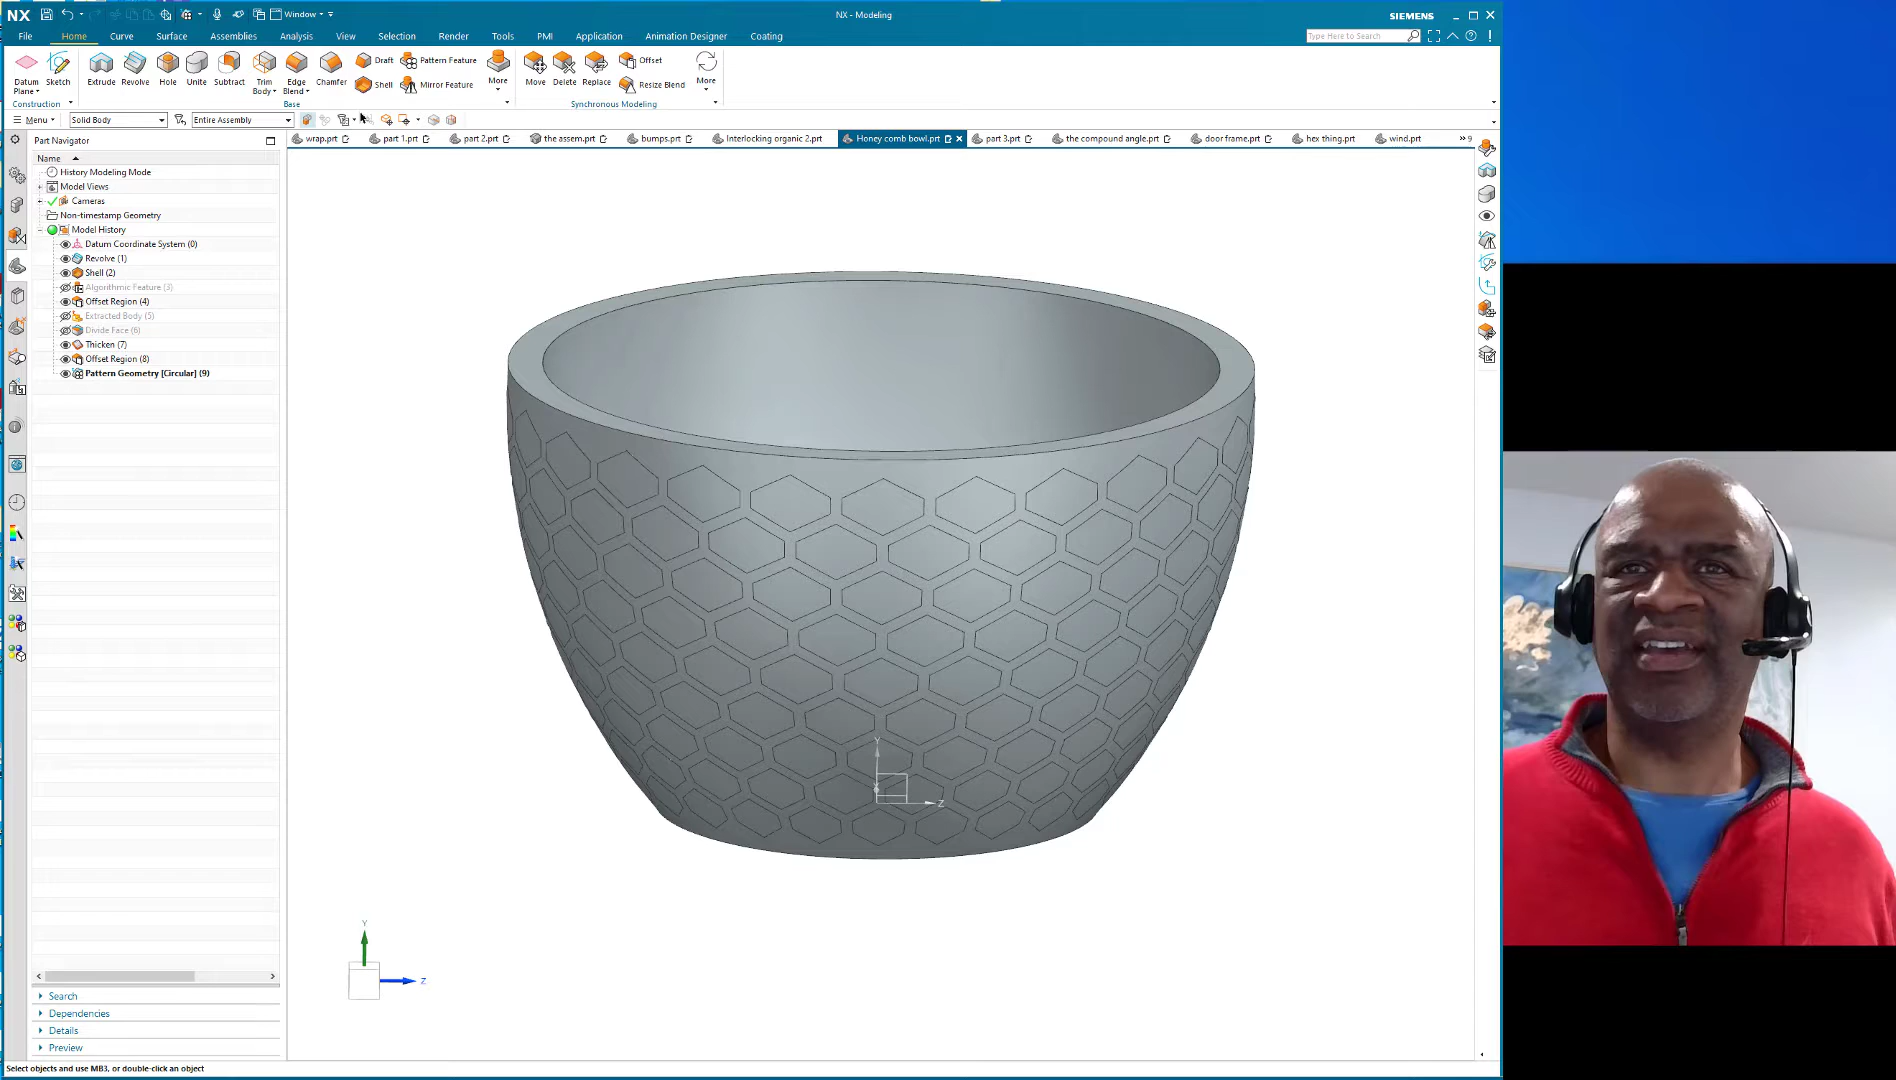 NX Window NX - Modeling SIEMENS
File Home Curve Surface Assemblies Analysis View Selection Render Tools PMI Application Animation Designer Coating Type Here to Search
Datum Plane Sketch Extrude Revolve Hole Unite Subtract Trim Body Edge Blend Chamfer Draft Shell Pattern Feature Mirror Feature More Move Delete Replace Offset Resize Blend More
Construction Base Synchronous Modeling
Menu Solid Body Entire Assembly
Part Navigator
wrap.prt part 1.prt part 2.prt the assem.prt bumps.prt Interlocking organic 2.prt Honey comb bowl.prt part 3.prt the compound angle.prt door frame.prt hex thing.prt wind.prt 9
Name
History Modeling Mode
Model Views
Cameras
Non-timestamp Geometry
Model History
Datum Coordinate System (0)
Revolve (1)
Shell (2)
Algorithmic Feature (3)
Offset Region (4)
Extracted Body (5)
Divide Face (6)
Thicken (7)
Offset Region (8)
Pattern Geometry [Circular] (9)
Y
X
Z
Y
Z
Search
Dependencies
Details
Preview
Select objects and use MB3, or double-click an object